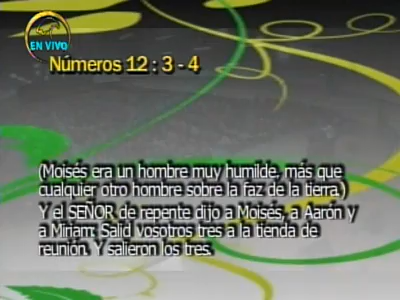 EN VIVO
Números 12 : 3 - 4
(Moisés era un hombre muy humilde, más que
cualquier otro hombre sobre la faz de la tierra.)
Y el SEÑOR de repente dijo a Moisés, a Aarón y
a Miriam: Salid vosotros tres a la tienda de
reunión. Y salieron los tres.